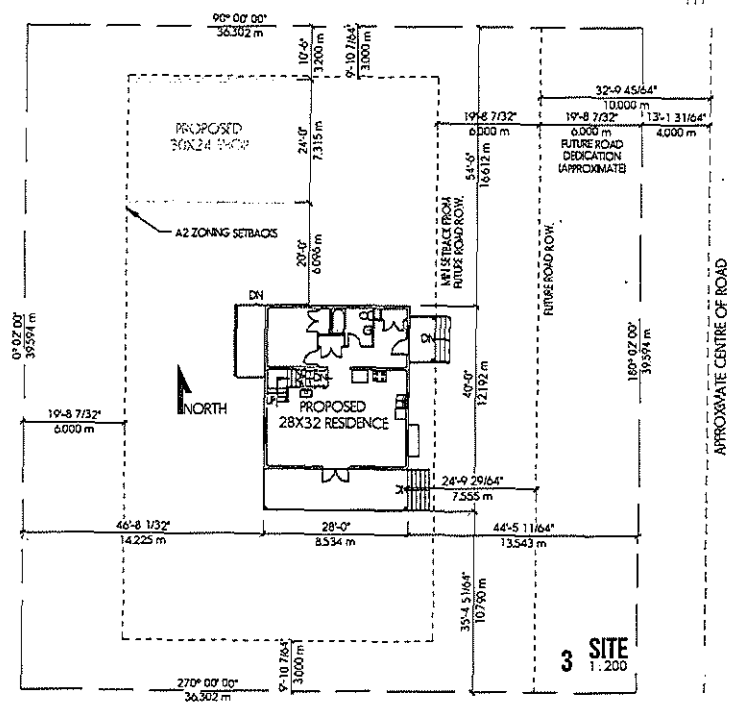 90° 00' 00"
36.302 m
10'-6"
3.200 m
9'-10 7/64"
3.000 m
32'-9 45/64"
10.000 m
19'-8 7/32"
6.000 m
19'-8 7/32"
6.000 m
13'-1 31/64"
4.000 m
FUTURE ROAD
DEDICATION
(APPROXIMATE)
PROPOSED
30X24 SHOP
24'-0"
7.315 m
54'-6"
16.612 m
A2 ZONING SETBACKS
20'-0"
6.096 m
MIN SETBACK FROM
FUTURE ROAD ROW.
FUTURE ROAD ROW.
APPROXIMATE CENTRE OF ROAD
0° 02' 00"
39.594 m
180° 02' 00"
39.594 m
DN
DN
DN
UP
NORTH
PROPOSED
28X32 RESIDENCE
40'-0"
12.192 m
19'-8 7/32"
6.000 m
24'-9 29/64"
7.555 m
46'-8 1/32"
14.225 m
28'-0"
8.534 m
44'-5 11/64"
13.543 m
35'-4 51/64"
10.790 m
9'-10 7/64"
3.000 m
270° 00' 00"
36.302 m
3 SITE
1 : 200